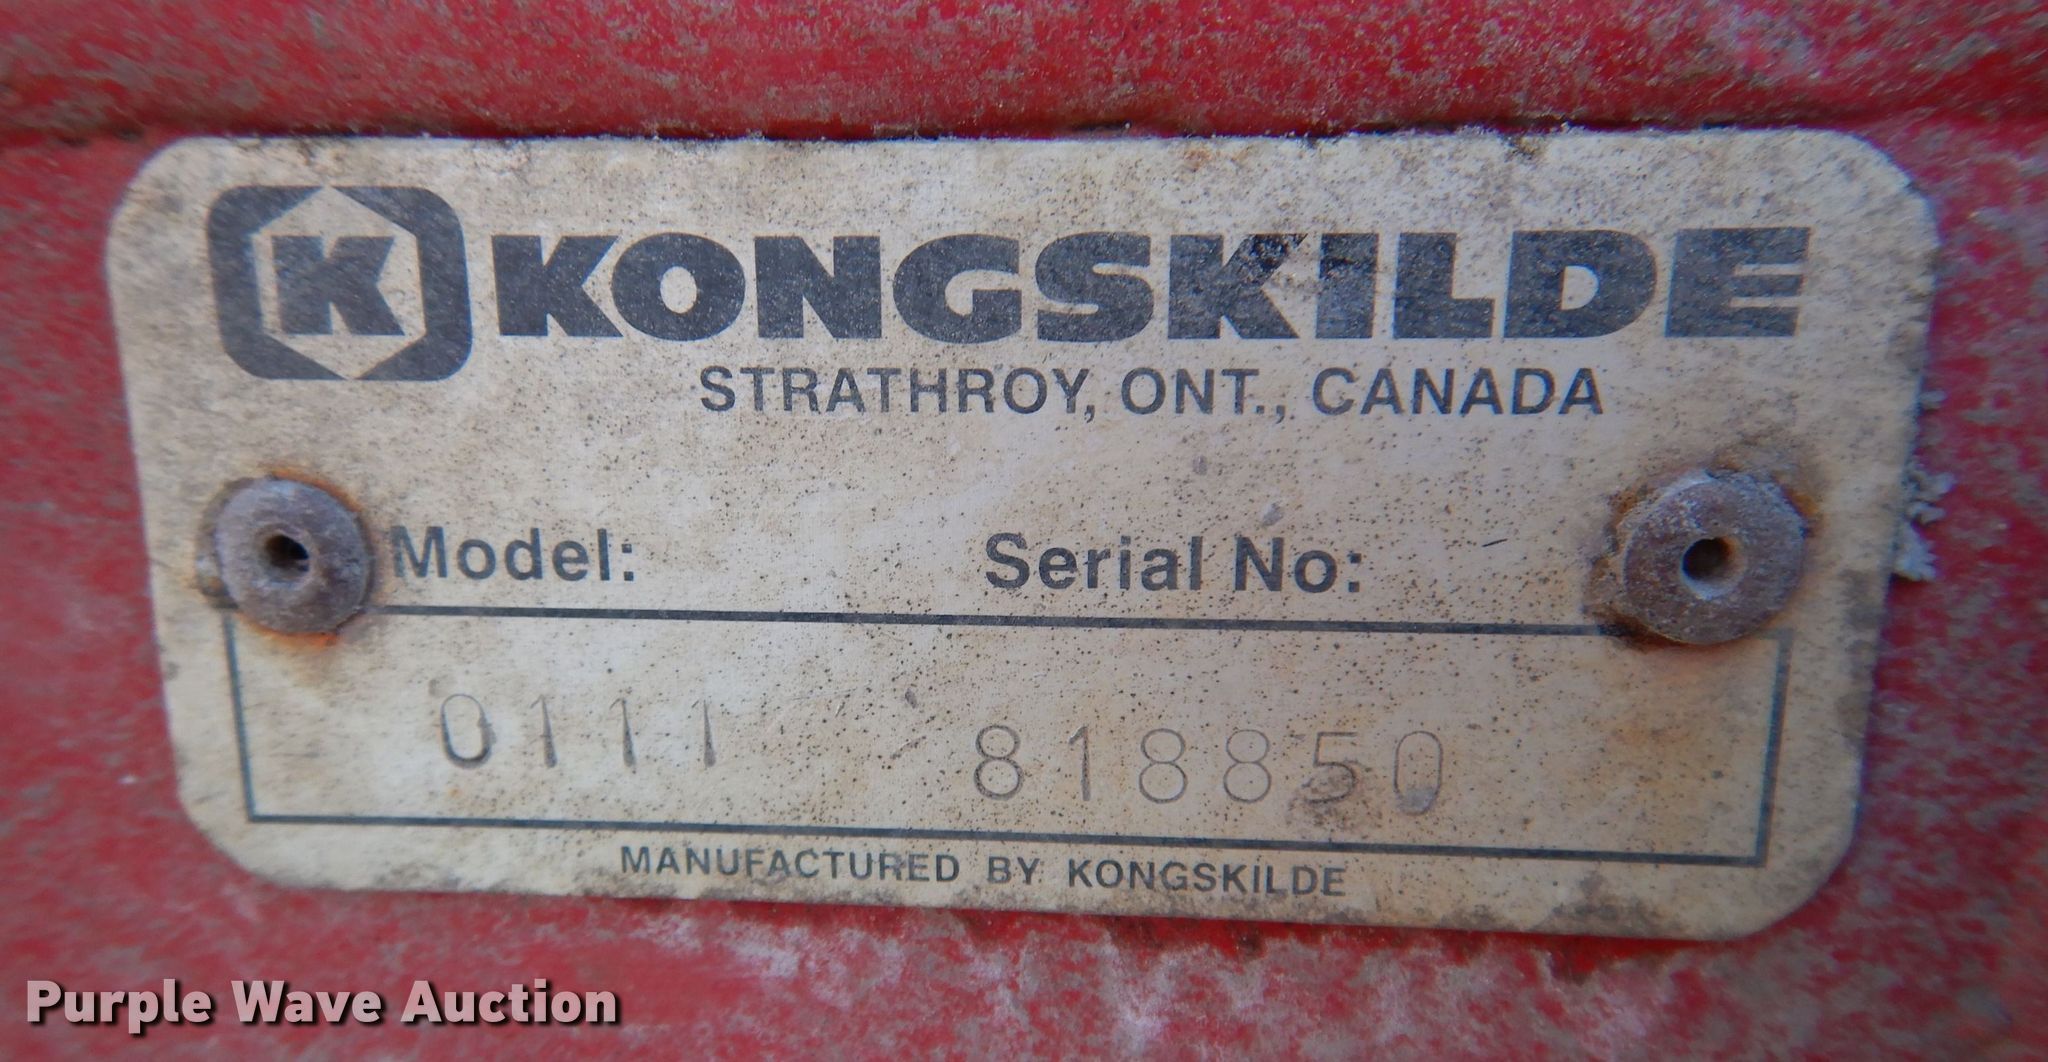 K KONGSKILDE
STRATHROY, ONT., CANADA
Model: Serial No:
0111 818850
MANUFACTURED BY KONGSKILDE
Purple Wave Auction